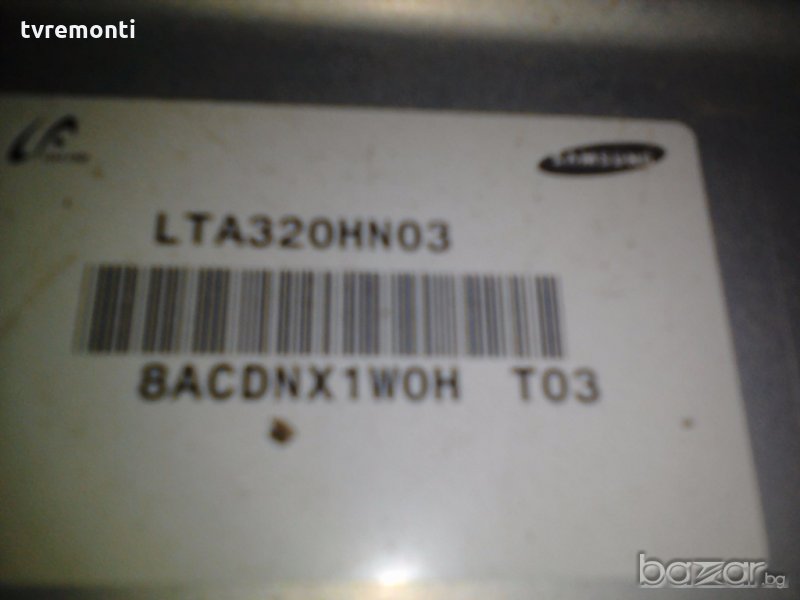 tvremonti
SAMSUNG
LTA320HN03
8ACDNX1W0H T03
bazar.bg